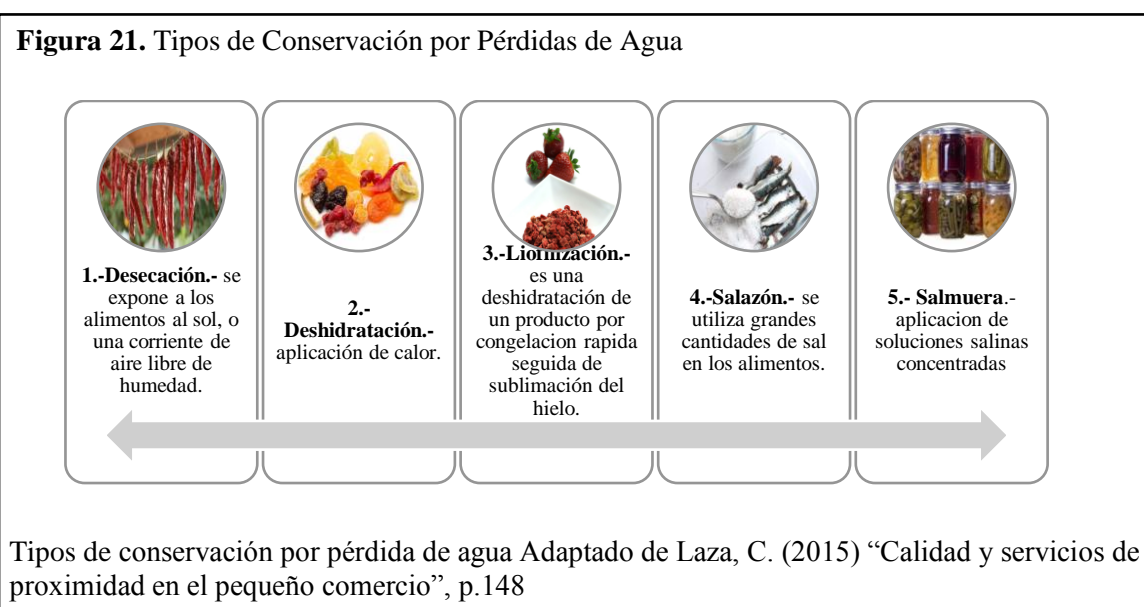 Figura 21. Tipos de Conservación por Pérdidas de Agua
1.-Desecación.- se
expone a los
alimentos al sol, o
una corriente de
aire libre de
humedad.
2.-
Deshidratación.-
aplicación de calor.
3.-Liofilización.-
es una
deshidratación de
un producto por
congelacion rapida
seguida de
sublimación del
hielo.
4.-Salazón.- se
utiliza grandes
cantidades de sal
en los alimentos.
5.- Salmuera.-
aplicacion de
soluciones salinas
concentradas
Tipos de conservación por pérdida de agua Adaptado de Laza, C. (2015) “Calidad y servicios de
proximidad en el pequeño comercio”, p.148